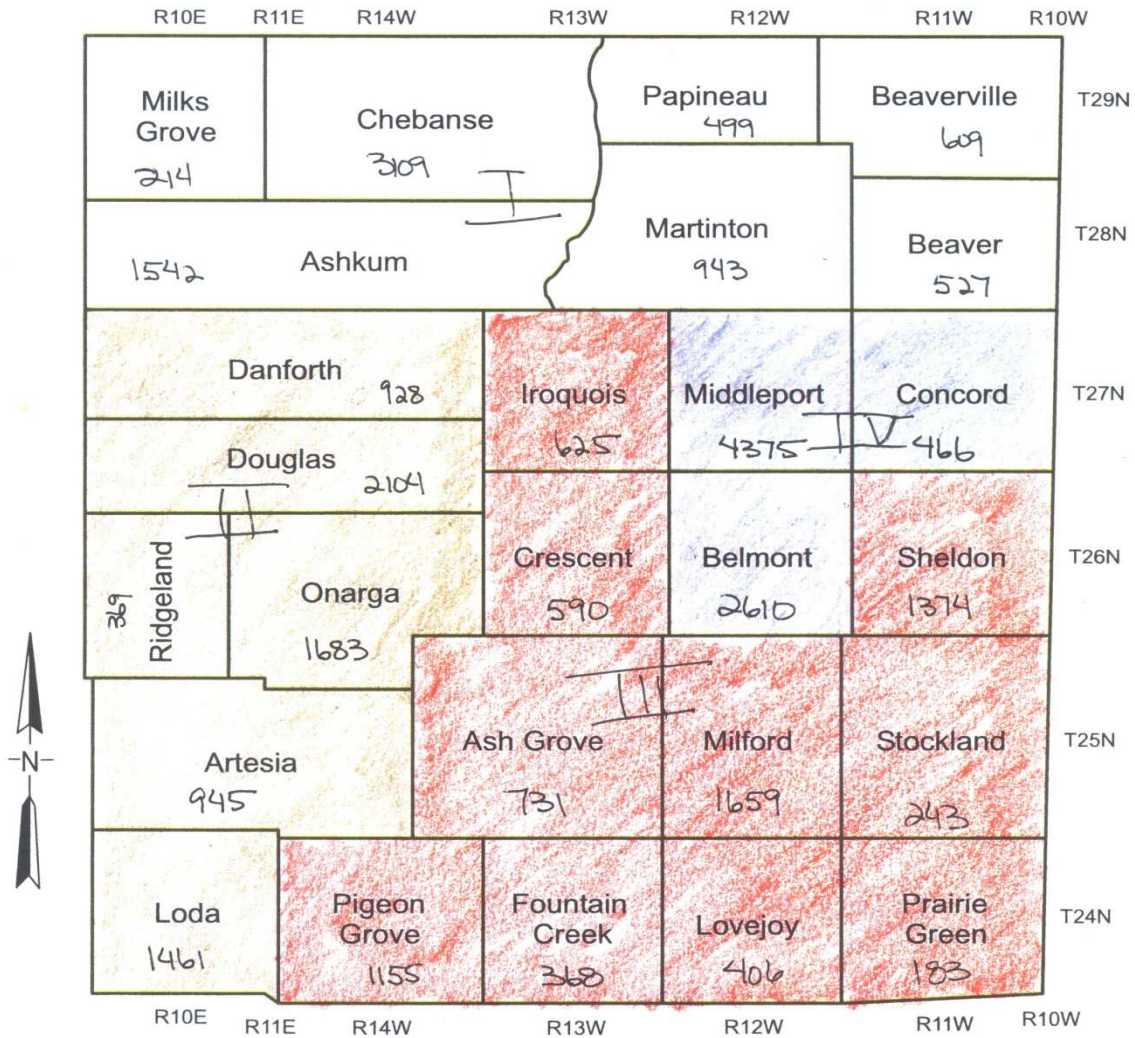 R10E R11E R14W R13W R12W R11W R10W
Milks
Grove
214
Chebanse
3109
Papineau
499
Beaverville
609
T29N
I
1542 Ashkum
Martinton
943
Beaver
527
T28N
Danforth 928
Iroquois
625
Middleport
4375
IV
Concord
466
T27N
Douglas
2104
II
369
Ridgeland
Onarga
1683
Crescent
590
Belmont
2610
Sheldon
1374
T26N
-N-
Artesia
945
Ash Grove
731
III
Milford
1659
Stockland
243
T25N
Loda
1461
Pigeon
Grove
1155
Fountain
Creek
368
Lovejoy
406
Prairie
Green
183
T24N
R10E R11E R14W R13W R12W R11W R10W